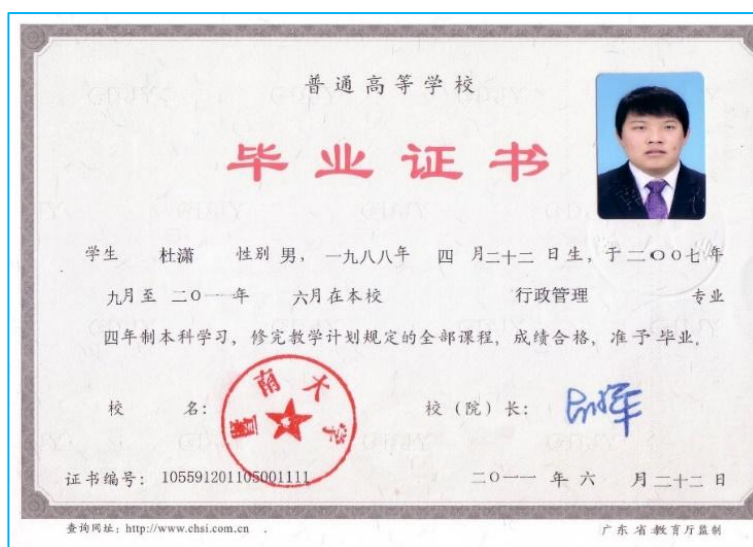 普通高等学校
毕业证书
学生 杜潇 性别 男, 一九八八年 四 月二十二 日生, 于二〇〇七年
九月至 二〇一一年 六月在本校 行政管理 专业
四年制本科学习, 修完教学计划规定的全部课程, 成绩合格, 准予毕业。
校 名: 暨南大学
校 (院) 长:
证书编号: 105591201105001111
二〇一一 年 六 月 二十二 日
查询网址: http://www.chsi.com.cn
广东省教育厅监制